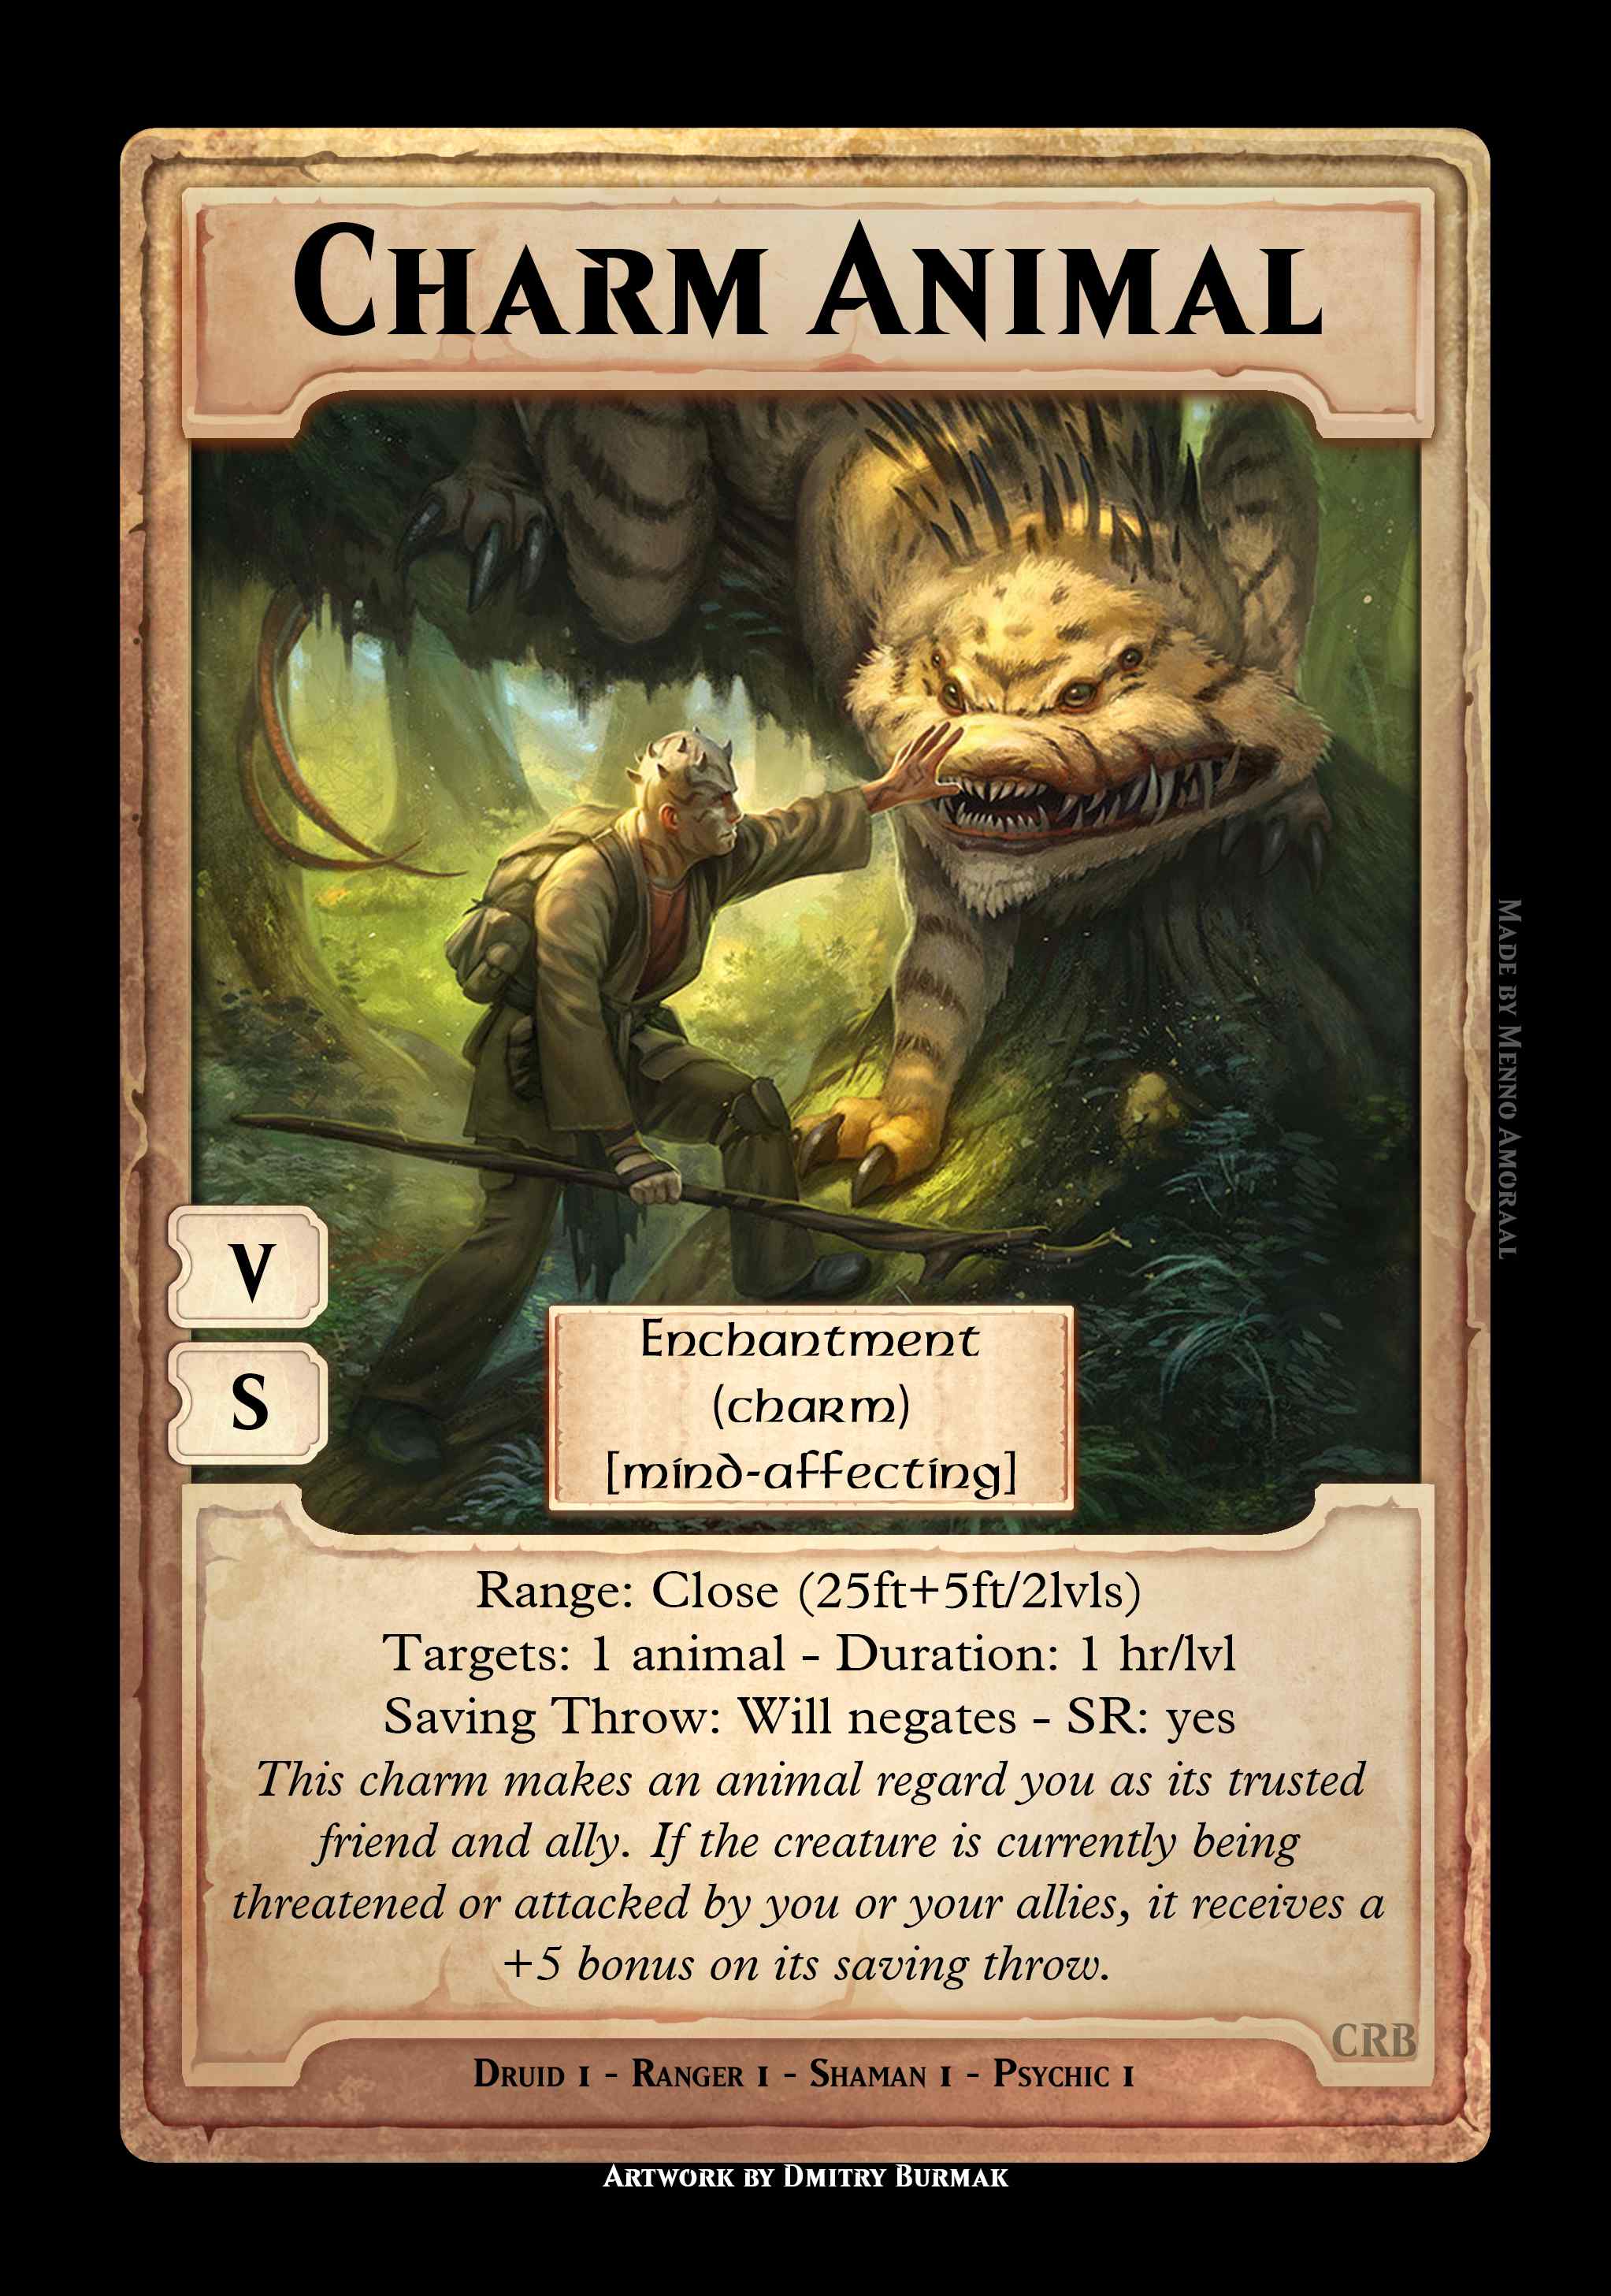 Charm Animal
V
S
Enchantment
(charm)
[mind-affecting]
Range: Close (25ft+5ft/2lvls)
Targets: 1 animal - Duration: 1 hr/lvl
Saving Throw: Will negates - SR: yes
This charm makes an animal regard you as its trusted
friend and ally. If the creature is currently being
threatened or attacked by you or your allies, it receives a
+5 bonus on its saving throw.
CRB
Druid 1 - Ranger 1 - Shaman 1 - Psychic 1
Artwork by Dmitry Burmak
Made by Menno Amoraal